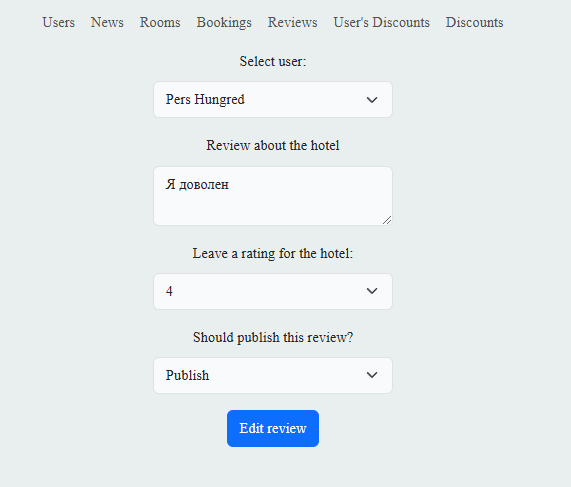 Users News Rooms Bookings Reviews User's Discounts Discounts
Select user:
Pers Hungred
Review about the hotel
Я доволен
Leave a rating for the hotel:
4
Should publish this review?
Publish
Edit review